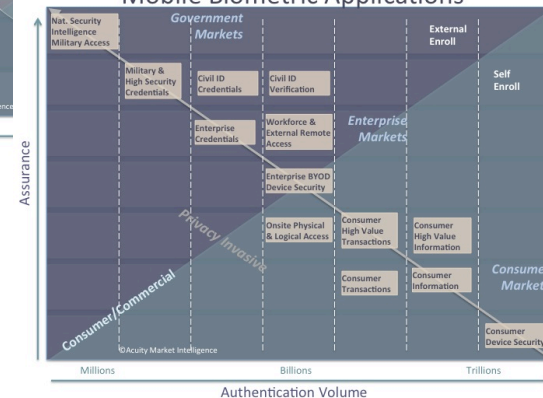 Mobile Biometric Applications
Government
Markets
External
Enroll
Self
Enroll
Nat. Security
Intelligence
Military Access
Military &
High Security
Credentials
Civil ID
Credentials
Civil ID
Verification
Enterprise
Credentials
Workforce &
External Remote
Access
Enterprise
Markets
Enterprise BYOD
Device Security
Privacy Invasive
Onsite Physical
& Logical Access
Consumer
High Value
Transactions
Consumer
High Value
Information
Consumer
Transactions
Consumer
Information
Consume
Market
Consumer
Device Security
Consumer/Commercial
©Acuity Market Intelligence
Assurance
Millions
Billions
Trillions
Authentication Volume